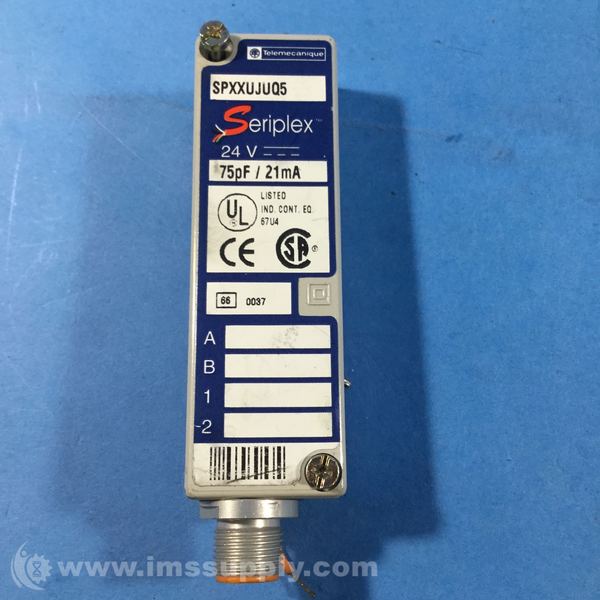 Telemecanique
SPXXUJUQ5
Seriplex™
24 V
75pF / 21mA
UL
LISTED
IND. CONT. EQ.
67U4
CE
SA
66 0037
A
B
1
-2
www.imssupply.com